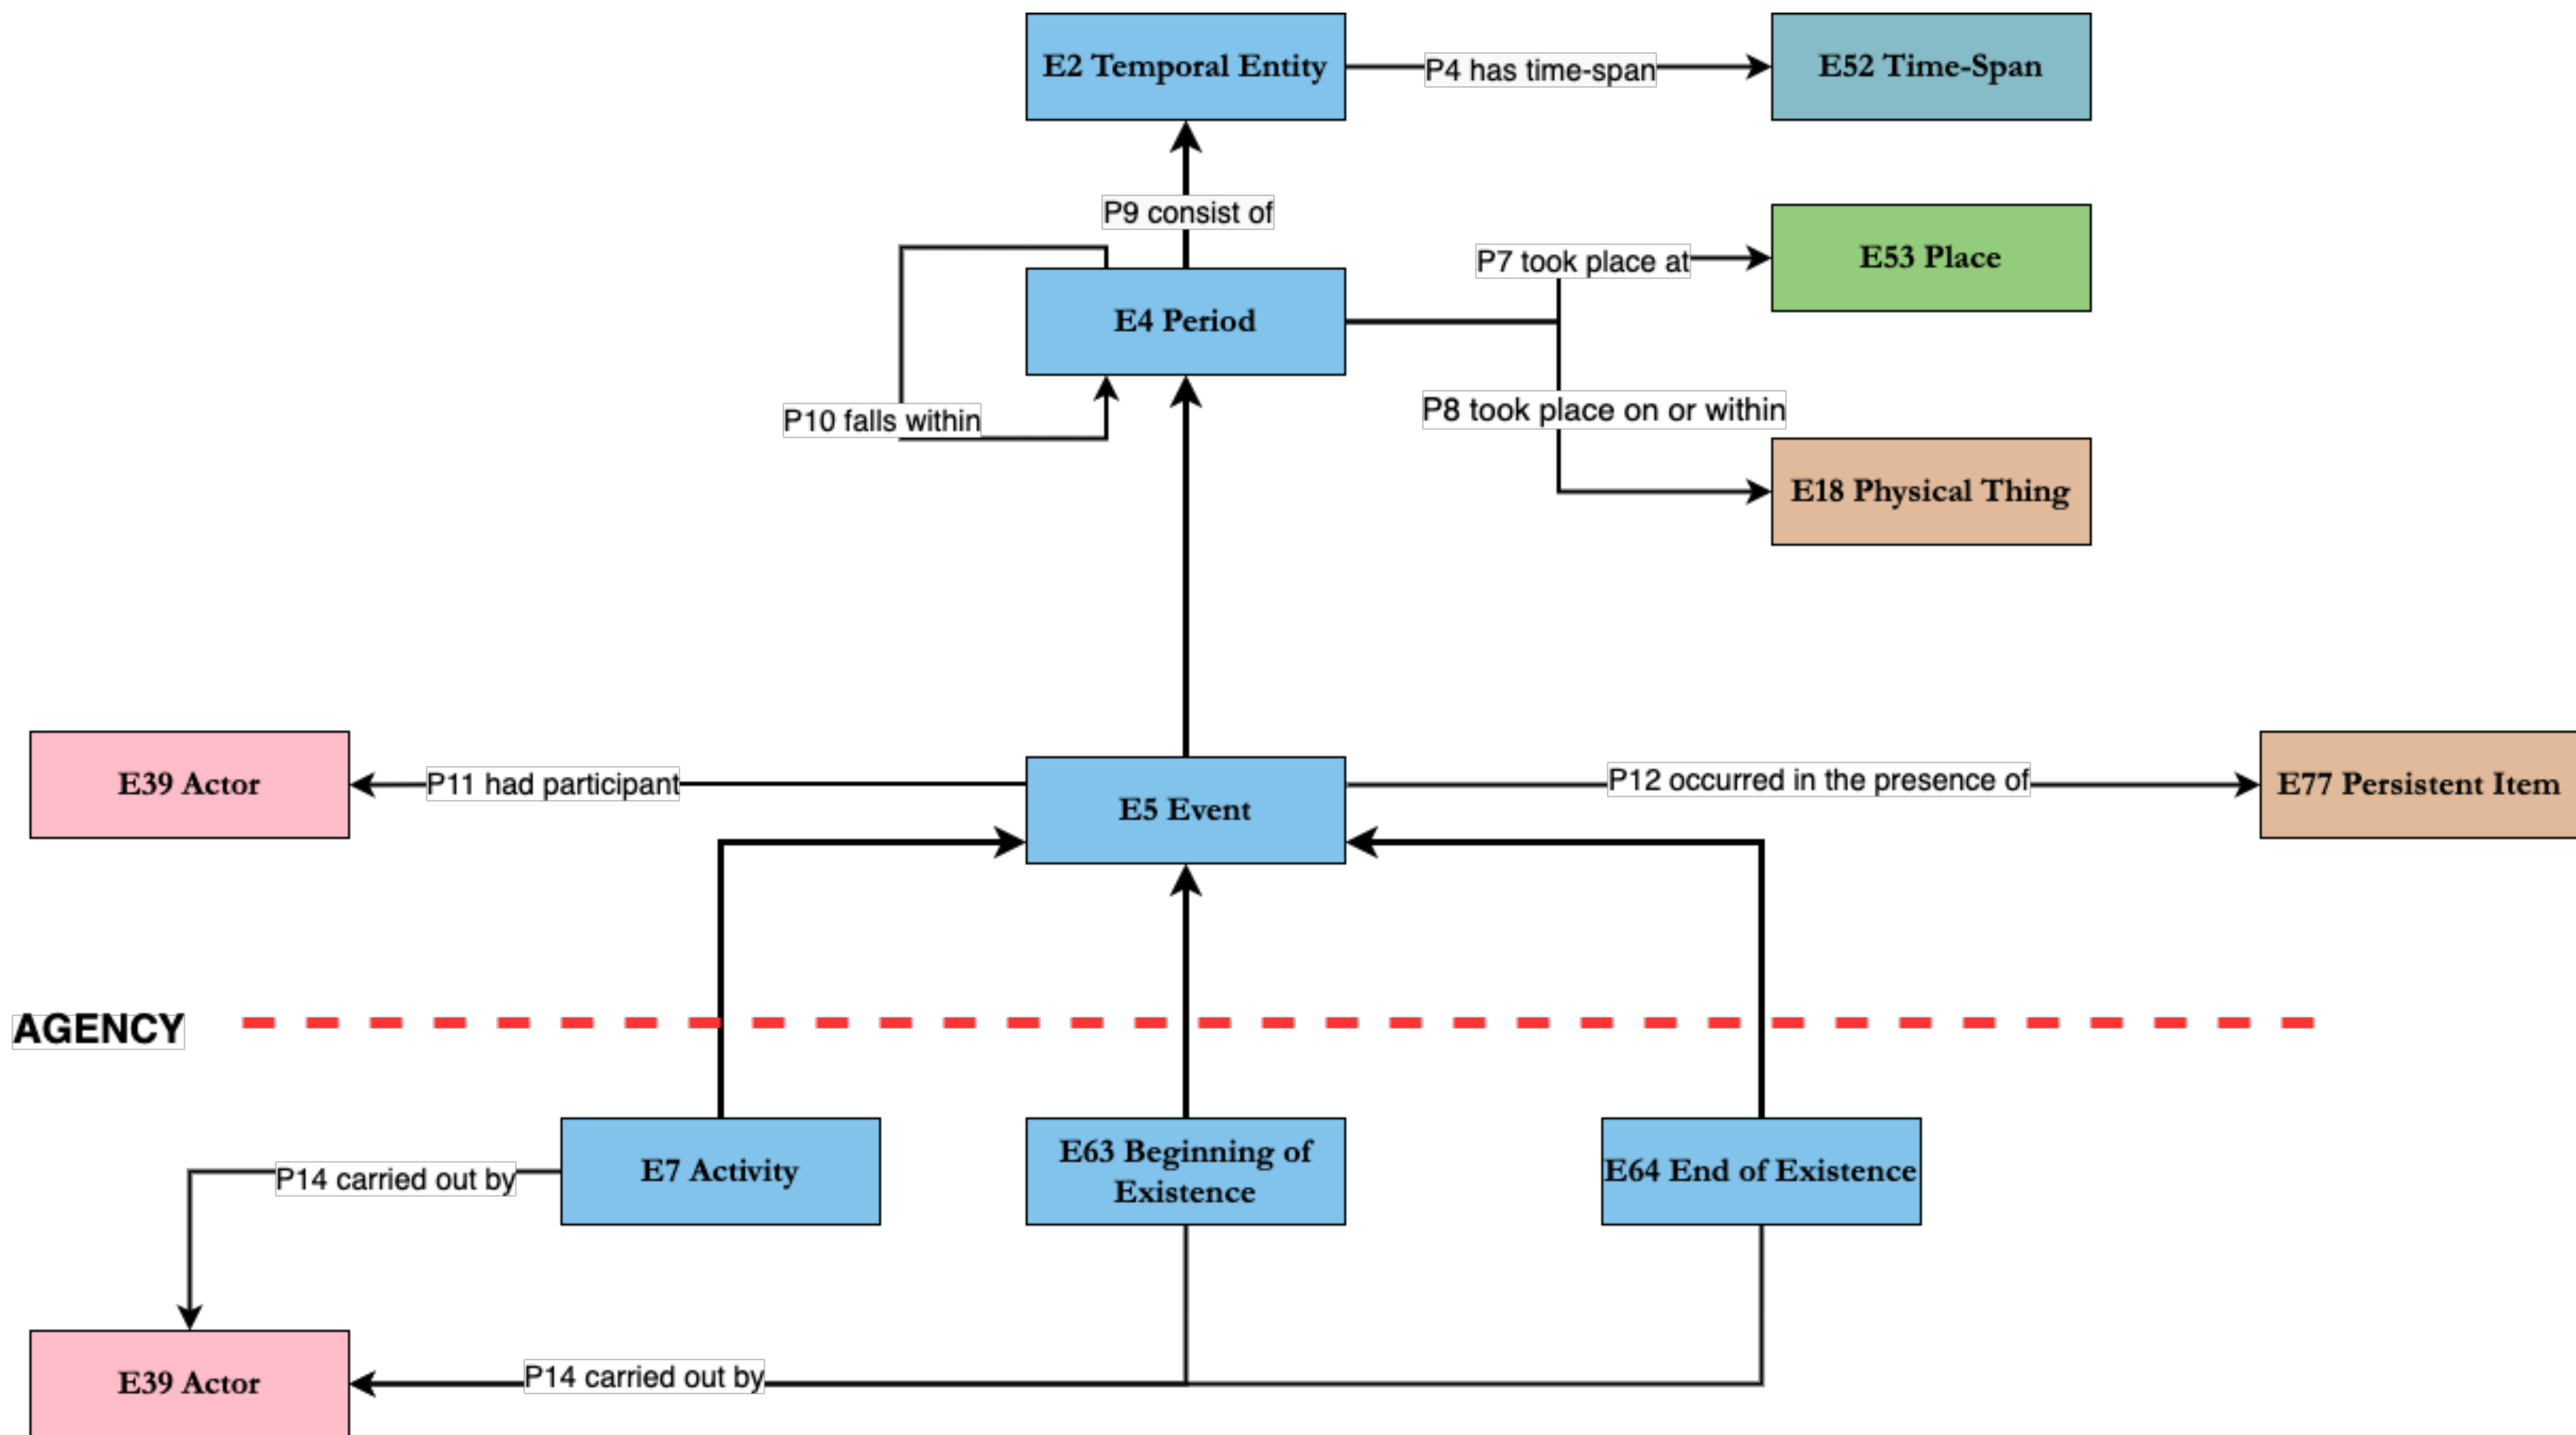 E2 Temporal Entity
P4 has time-span
E52 Time-Span
P9 consist of
P7 took place at
E53 Place
E4 Period
P10 falls within
P8 took place on or within
E18 Physical Thing
E39 Actor
P11 had participant
E5 Event
P12 occurred in the presence of
E77 Persistent Item
AGENCY
P14 carried out by
E7 Activity
E63 Beginning of
Existence
E64 End of Existence
E39 Actor
P14 carried out by